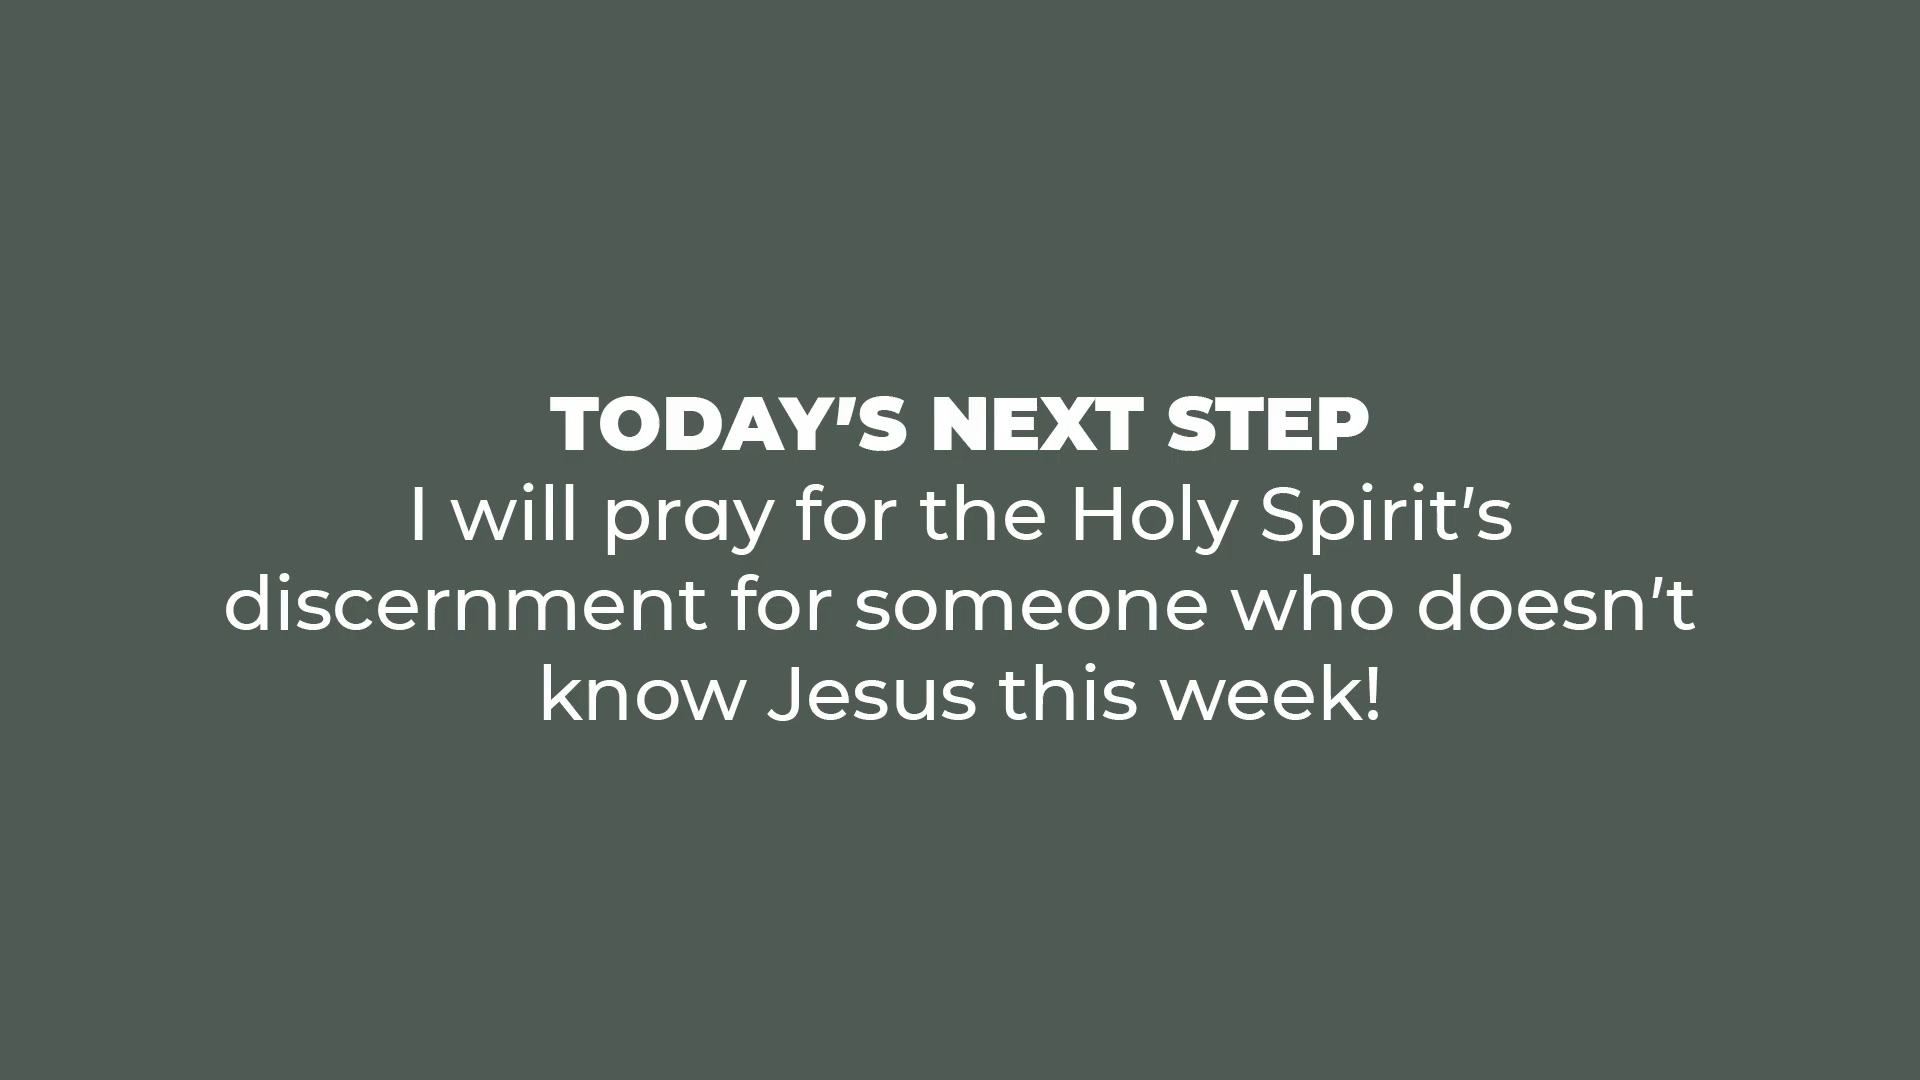 TODAY'S NEXT STEP
I will pray for the Holy Spirit's
discernment for someone who doesn't
know Jesus this week!